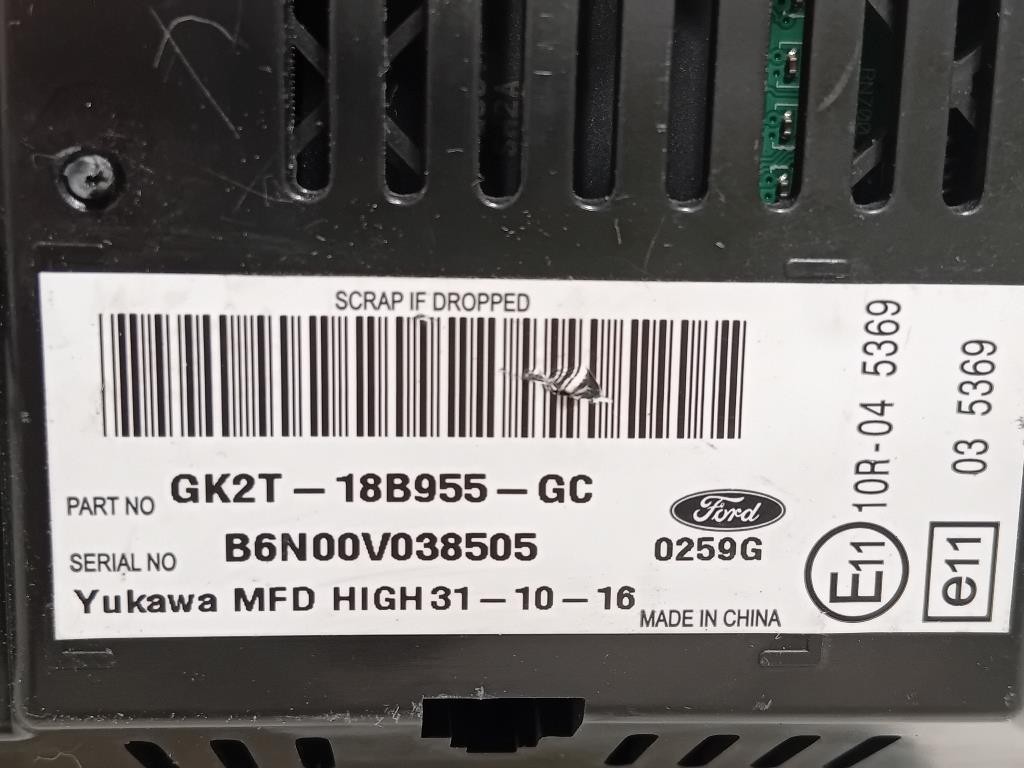 SCRAP IF DROPPED
PART NO GK2T-18B955-GC
SERIAL NO B6N00V038505
Yukawa MFD HIGH 31-10-16
Ford
0259G
MADE IN CHINA
E11 10R-04 5369
e11 03 5369